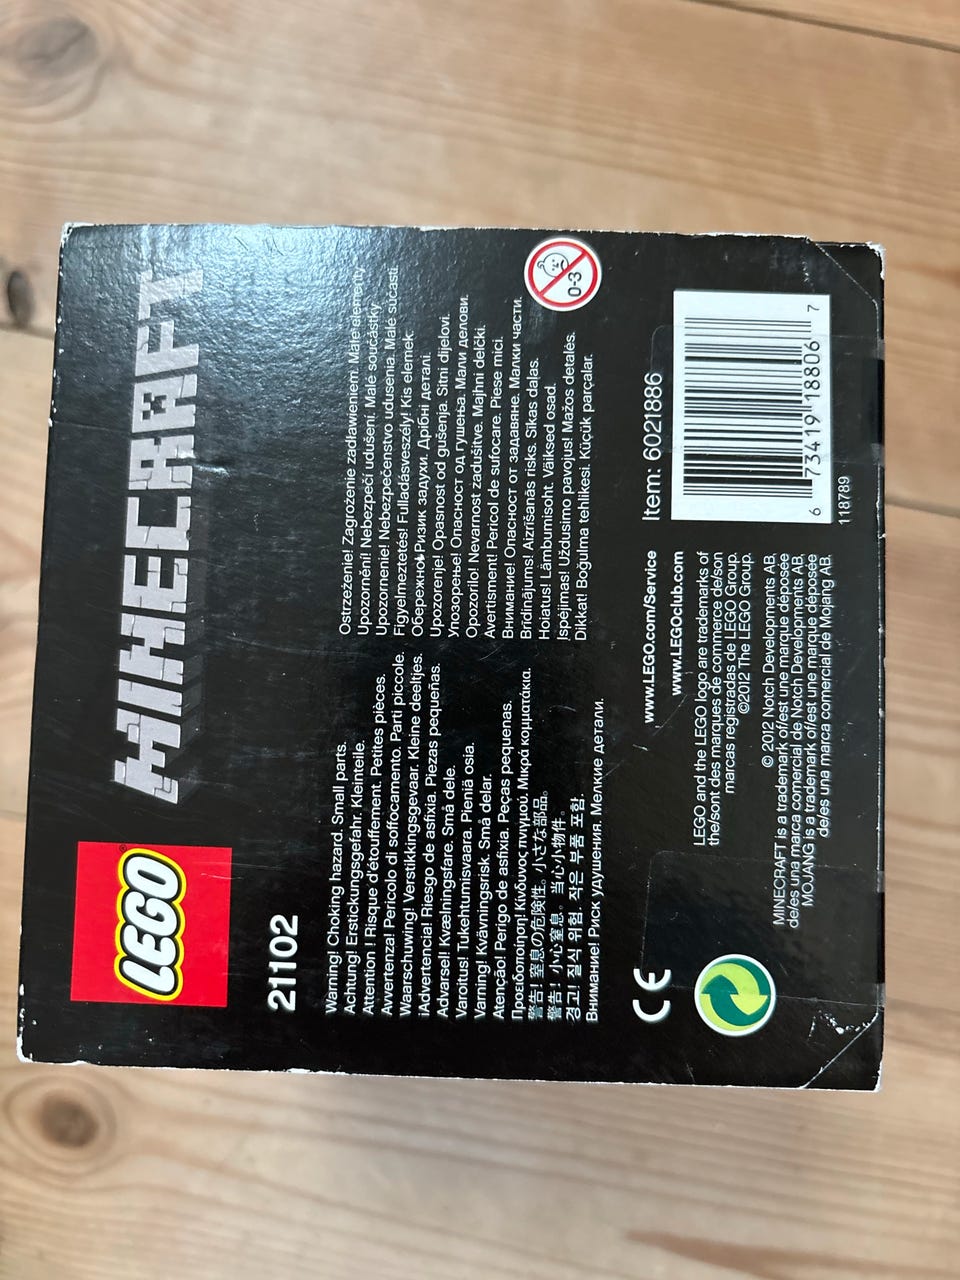 LEGO®
MINECRAFT
21102
Warning! Choking hazard. Small parts.
Achtung! Erstickungsgefahr. Kleinteile.
Attention ! Risque d'étouffement. Petites pièces.
Avvertenza! Pericolo di soffocamento. Parti piccole.
Waarschuwing! Verstikkingsgevaar. Kleine deeltjes.
¡Advertencia! Riesgo de asfixia. Piezas pequeñas.
Advarsel! Kvælningsfare. Små dele.
Varoitus! Tukehtumisvaara. Pieniä osia.
Varning! Kvävningsrisk. Små delar.
Atenção! Perigo de asfixia. Peças pequenas.
Προειδοποίηση! Κίνδυνος πνιγμού. Μικρά κομματάκια.
警告! 窒息の危険性。小さな部品。
警告! 小心窒息。当心小物件。
경고! 질식 위험. 작은 부품 포함.
Внимание! Риск удушения. Мелкие детали.
Ostrzeżenie! Zagrożenie zadławieniem. Małe elementy.
Upozornění! Nebezpečí udušení. Malé součástky.
Upozornenie! Nebezpečenstvo udusenia. Malé súčasti.
Figyelmeztetés! Fulladásveszély! Kis elemek.
Обережно! Ризик задухи. Дрібні деталі.
Upozorenje! Opasnost od gušenja. Sitni dijelovi.
Упозорење! Опасност од гушења. Мали делови.
Opozorilo! Nevarnost zadušitve. Majhni delčki.
Avertisment! Pericol de sufocare. Piese mici.
Внимание! Опасност от задавяне. Малки части.
Brīdinājums! Aizrīšanās risks. Sīkas daļas.
Hoiatus! Lämbumisoht. Väiksed osad.
Įspėjimas! Uždusimo pavojus! Mažos detalės.
Dikkat! Boğulma tehlikesi. Küçük parçalar.
0-3
CE
www.LEGO.com/Service
www.LEGOclub.com
LEGO and the LEGO logo are trademarks of
the/sont des marques de commerce de/son
marcas registradas de LEGO Group.
©2012 The LEGO Group.
© 2012 Notch Developments AB.
MINECRAFT is a trademark of/est une marque déposée
de/es una marca comercial de Notch Developments AB.
MOJANG is a trademark of/est une marque déposée
de/es una marca comercial de Mojang AB.
Item: 6021886
6 73419 18806 7
118789